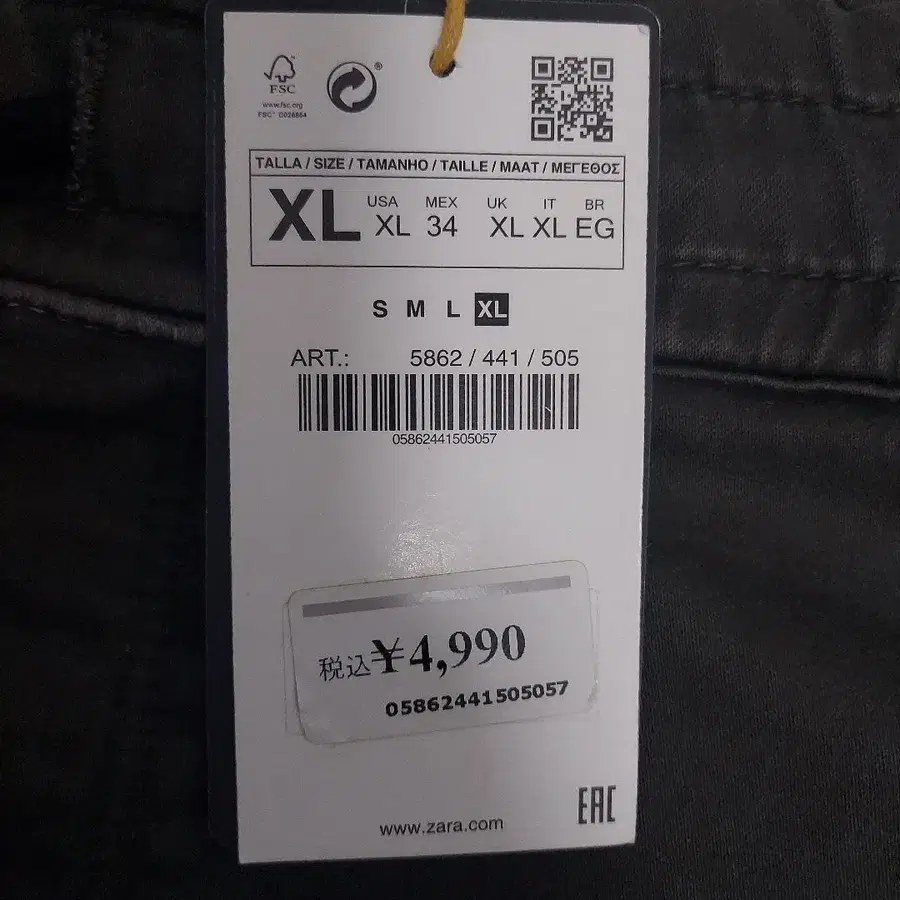 FSC
www.fsc.org
FSC® C026864
®
TALLA / SIZE / TAMANHO / TAILLE / MAAT / ΜΕΓΕΘΟΣ
XL USA XL MEX 34 UK XL IT XL BR EG
S M L XL
ART.: 5862 / 441 / 505
05862441505057
税込¥4,990
05862441505057
EAC
www.zara.com